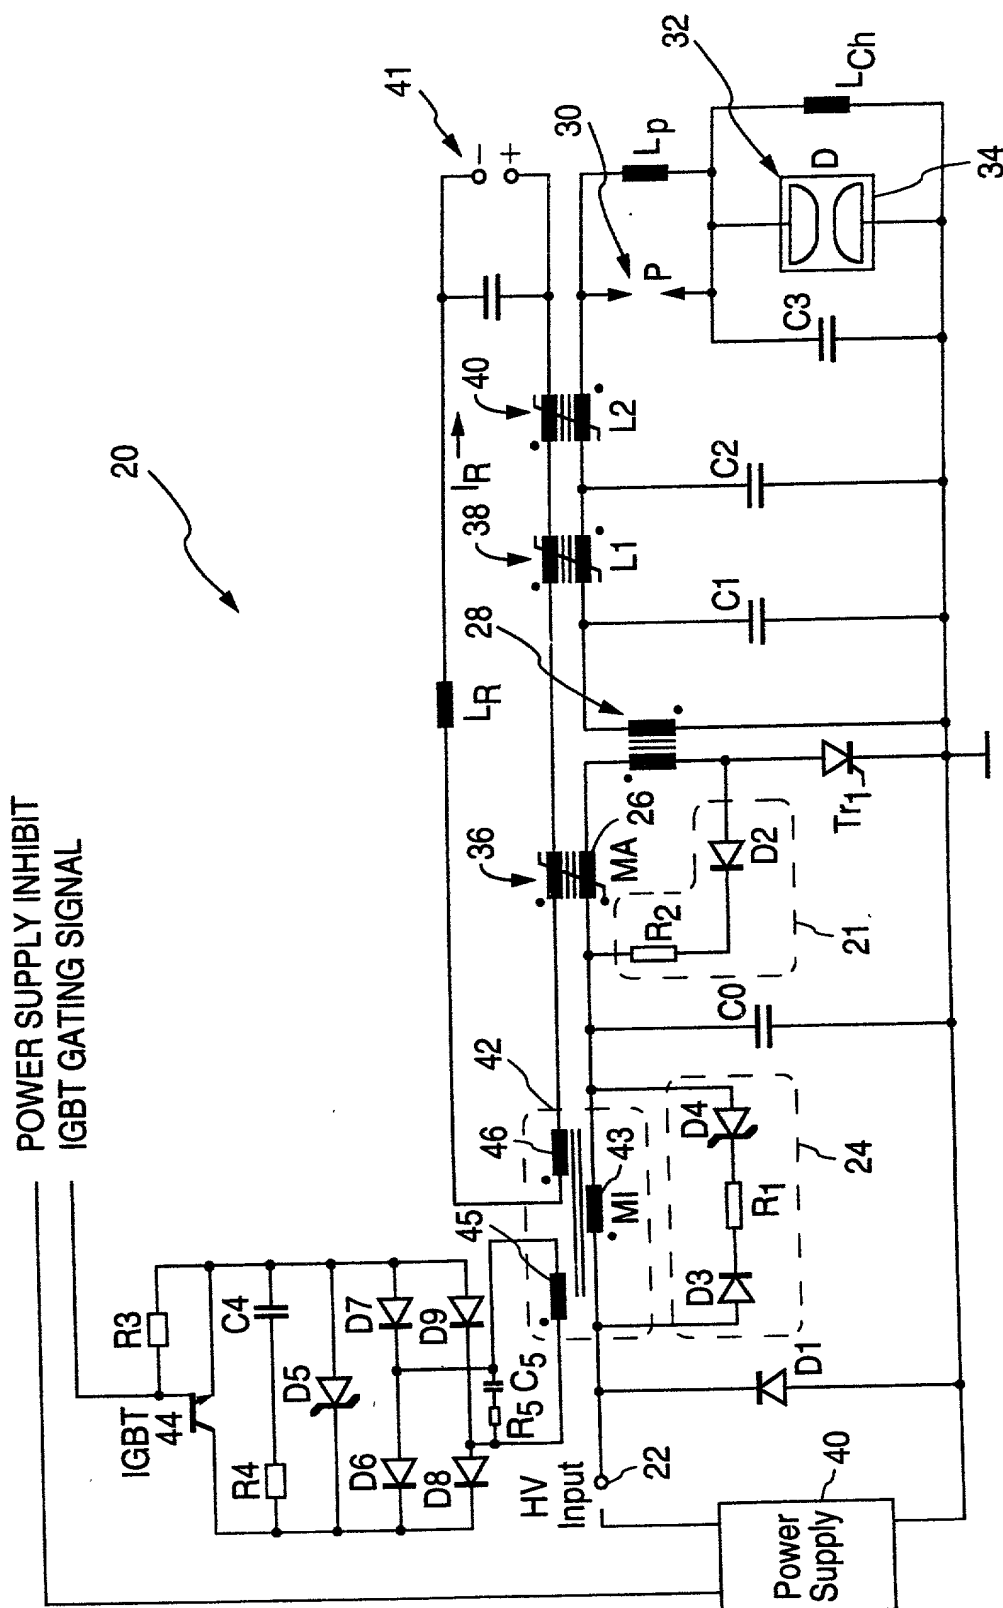 POWER SUPPLY INHIBIT
IGBT GATING SIGNAL
20
41
-
+
LR
IR
R3
IGBT
44
C4
R4
D5
D7
D9
D6
D8
R5
C5
45
46
42
36
38
40
28
30
32
HV
Input
22
MI
43
MA
26
L1
L2
P
Lp
LCh
D
34
D1
D3
R1
D4
24
C0
R2
D2
21
Tr1
C1
C2
C3
Power
Supply
40